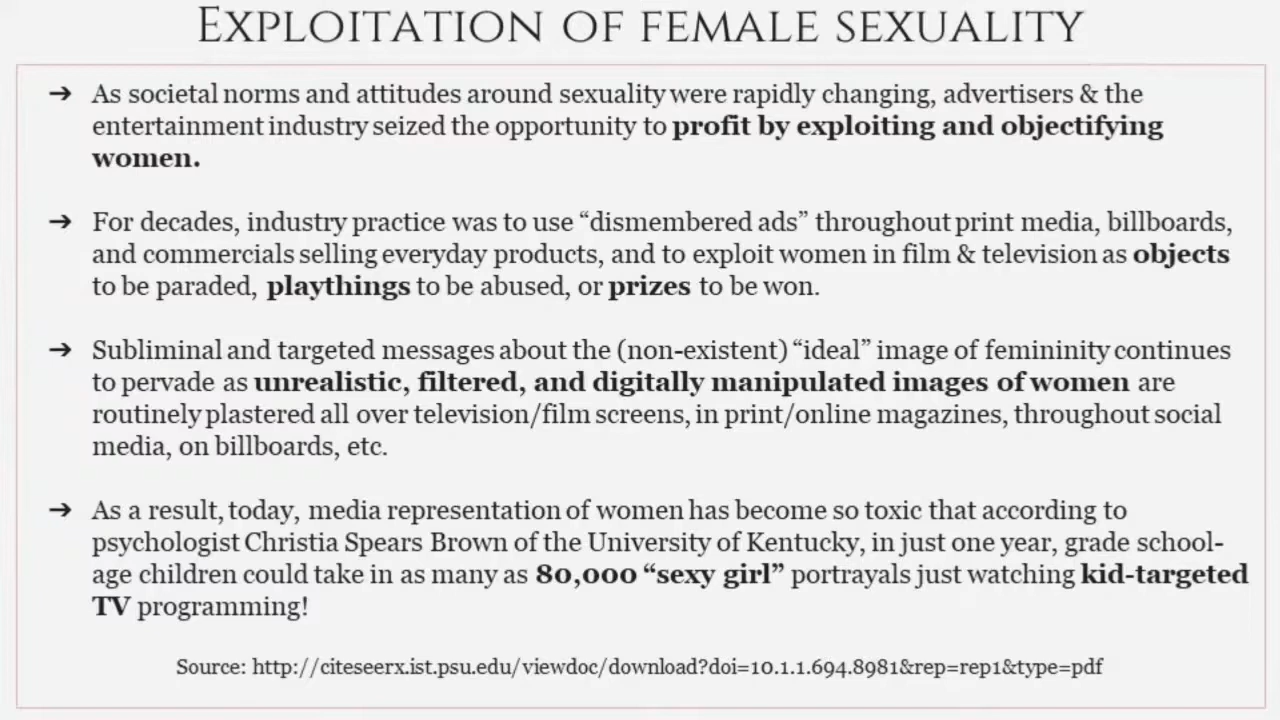 EXPLOITATION OF FEMALE SEXUALITY
➔ As societal norms and attitudes around sexuality were rapidly changing, advertisers & the
entertainment industry seized the opportunity to profit by exploiting and objectifying
women.
➔ For decades, industry practice was to use “dismembered ads” throughout print media, billboards,
and commercials selling everyday products, and to exploit women in film & television as objects
to be paraded, playthings to be abused, or prizes to be won.
➔ Subliminal and targeted messages about the (non-existent) “ideal” image of femininity continues
to pervade as unrealistic, filtered, and digitally manipulated images of women are
routinely plastered all over television/film screens, in print/online magazines, throughout social
media, on billboards, etc.
➔ As a result, today, media representation of women has become so toxic that according to
psychologist Christia Spears Brown of the University of Kentucky, in just one year, grade school-
age children could take in as many as 80,000 “sexy girl” portrayals just watching kid-targeted
TV programming!
Source: http://citeseerx.ist.psu.edu/viewdoc/download?doi=10.1.1.694.8981&rep=rep1&type=pdf